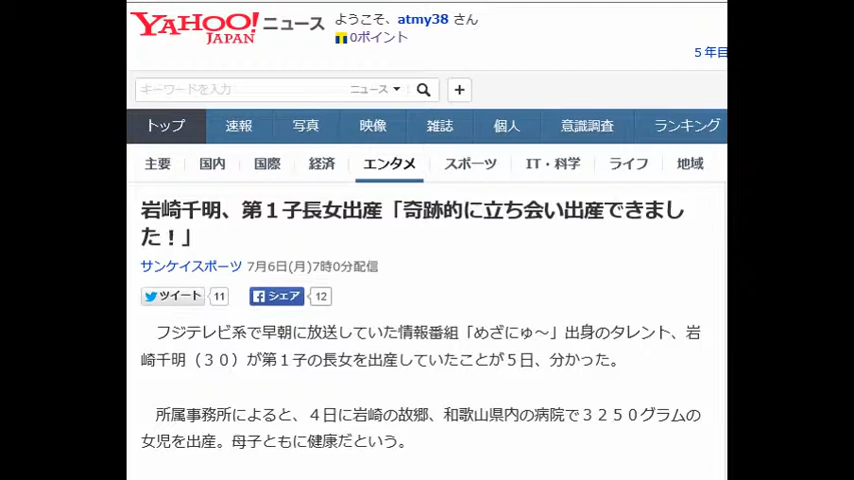 YAHOO! ニュース
JAPAN
ようこそ、atmy38 さん
0ポイント
5年目
キーワードを入力 ニュース
トップ 速報 写真 映像 雑誌 個人 意識調査 ランキング
主要 国内 国際 経済 エンタメ スポーツ IT・科学 ライフ 地域
岩崎千明、第１子長女出産「奇跡的に立ち会い出産できまし
た！」
サンケイスポーツ 7月6日(月)7時0分配信
ツイート 11 シェア 12
フジテレビ系で早朝に放送していた情報番組「めざにゅ～」出身のタレント、岩
崎千明（３０）が第１子の長女を出産していたことが５日、分かった。
所属事務所によると、４日に岩崎の故郷、和歌山県内の病院で３２５０グラムの
女児を出産。母子ともに健康だという。